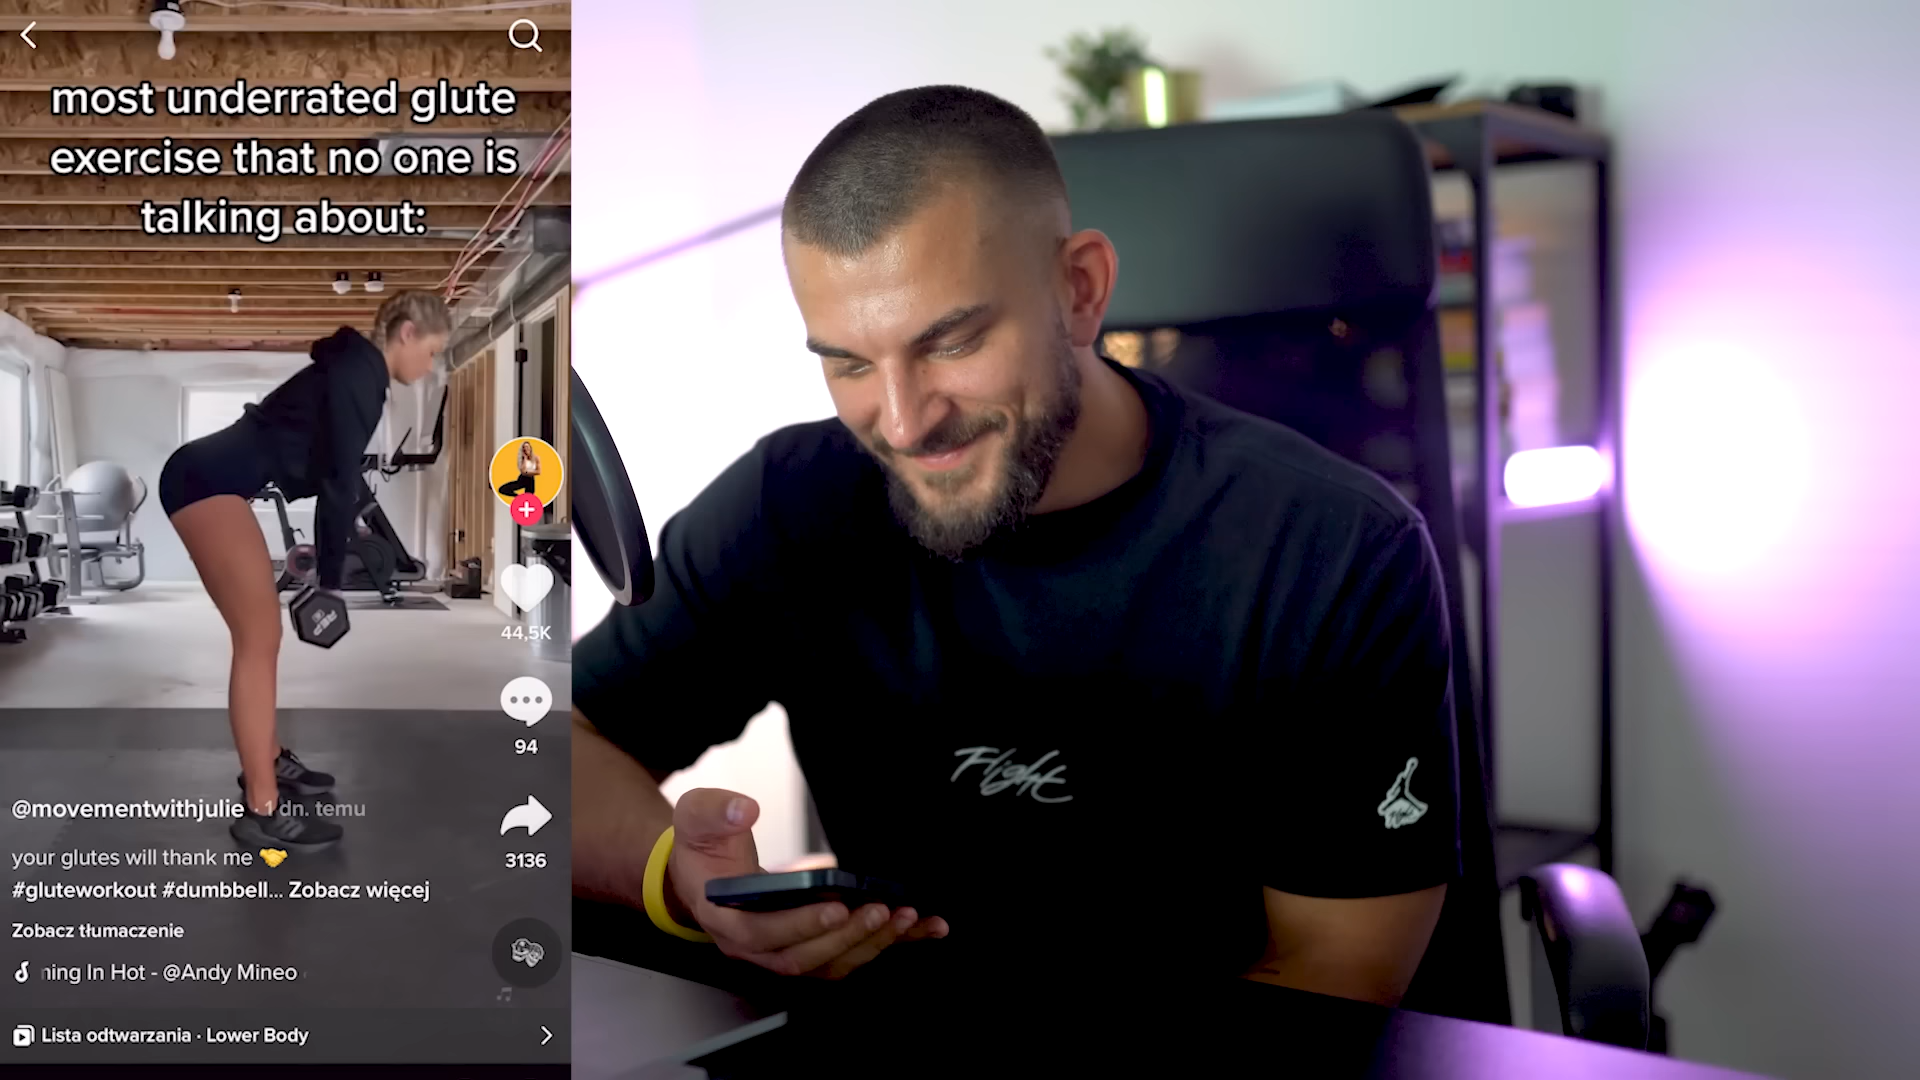 most underrated glute
exercise that no one is
talking about:
44,5K
94
@movementwithjulie · 1 dn. temu
3136
your glutes will thank me
#gluteworkout #dumbbell... Zobacz więcej
Zobacz tłumaczenie
ning In Hot - @Andy Mineo
Lista odtwarzania · Lower Body
Flight